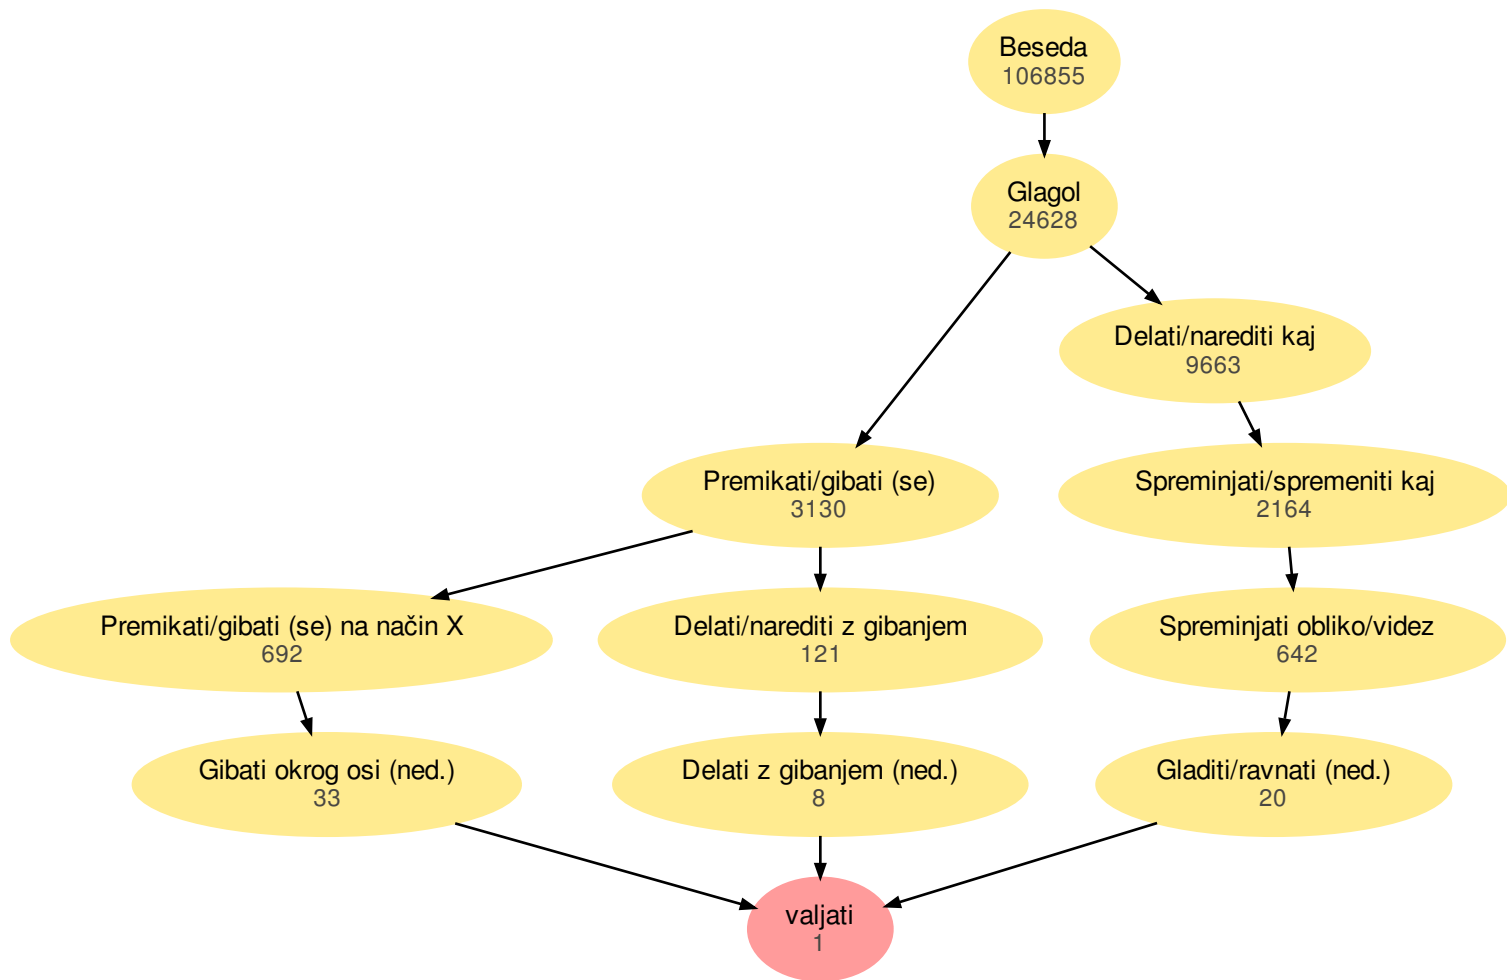 Beseda
106855
Glagol
24628
Delati/narediti kaj
9663
Premikati/gibati (se)
3130
Spreminjati/spremeniti kaj
2164
Premikati/gibati (se) na način X
692
Delati/narediti z gibanjem
121
Spreminjati obliko/videz
642
Gibati okrog osi (ned.)
33
Delati z gibanjem (ned.)
8
Gladiti/ravnati (ned.)
20
valjati
1